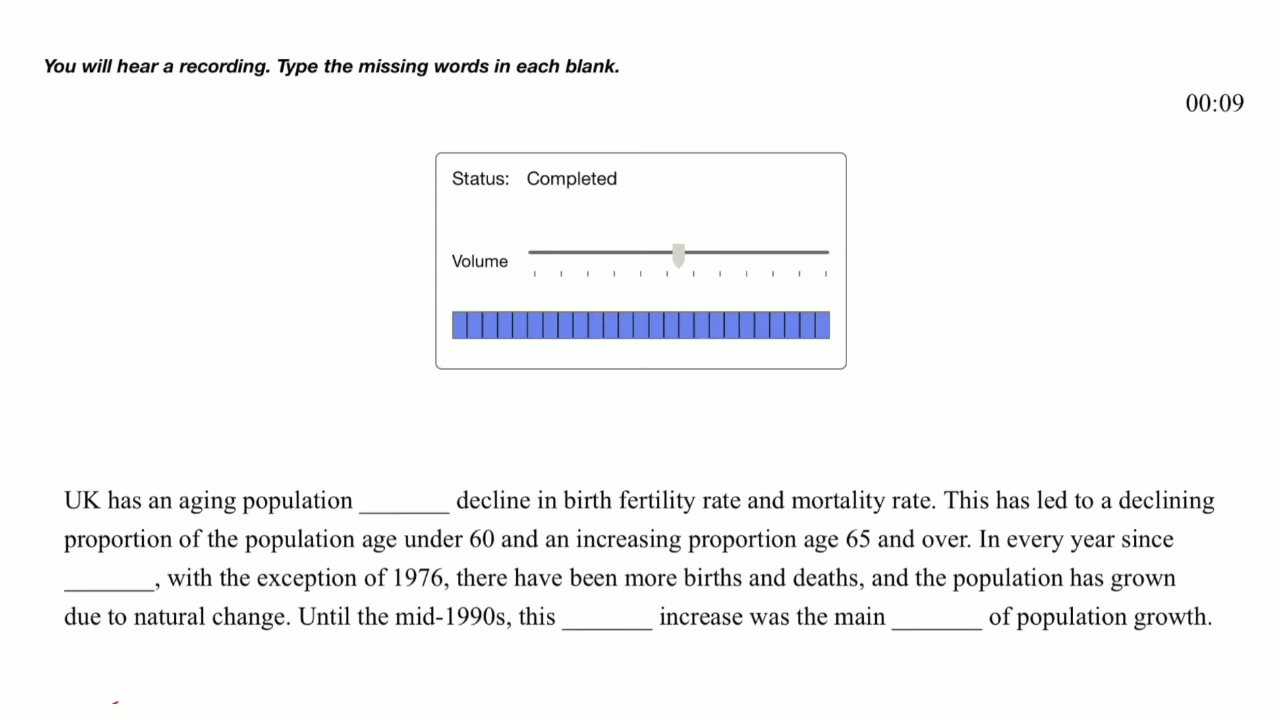 You will hear a recording. Type the missing words in each blank.
00:09
Status: Completed
Volume
UK has an aging population _______ decline in birth fertility rate and mortality rate. This has led to a declining
proportion of the population age under 60 and an increasing proportion age 65 and over. In every year since
_______, with the exception of 1976, there have been more births and deaths, and the population has grown
due to natural change. Until the mid-1990s, this _______ increase was the main _______ of population growth.